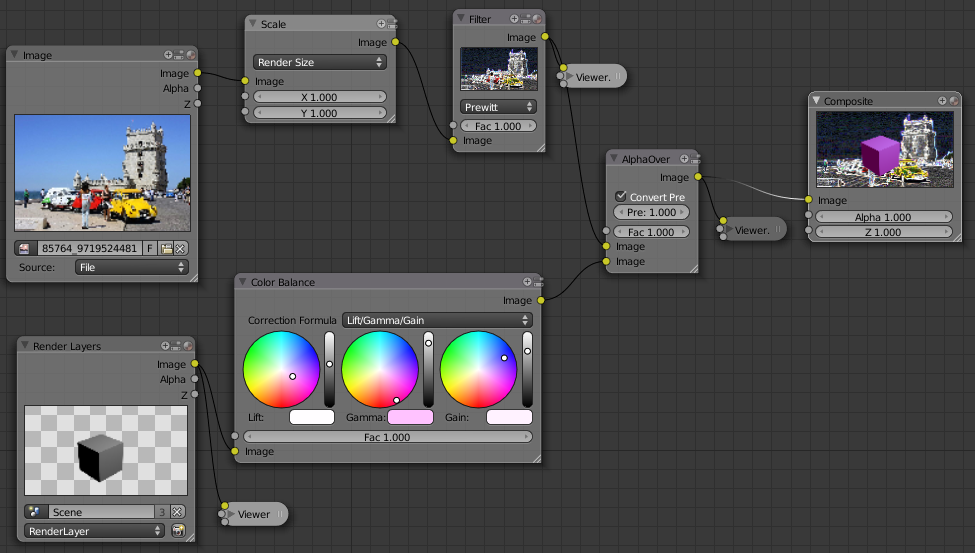 Image
Image
Alpha
Z
85764_9719524481 F
Source: File
Scale
Image
Render Size
Image
X 1.000
Y 1.000
Filter
Image
Prewitt
Fac 1.000
Image
Viewer.
AlphaOver
Image
Convert Pre
Pre: 1.000
Fac 1.000
Image
Image
Viewer.
Composite
Image
Alpha 1.000
Z 1.000
Color Balance
Image
Correction Formula Lift/Gamma/Gain
Lift: Gamma: Gain:
Fac 1.000
Image
Render Layers
Image
Alpha
Z
Scene 3
RenderLayer
Viewer